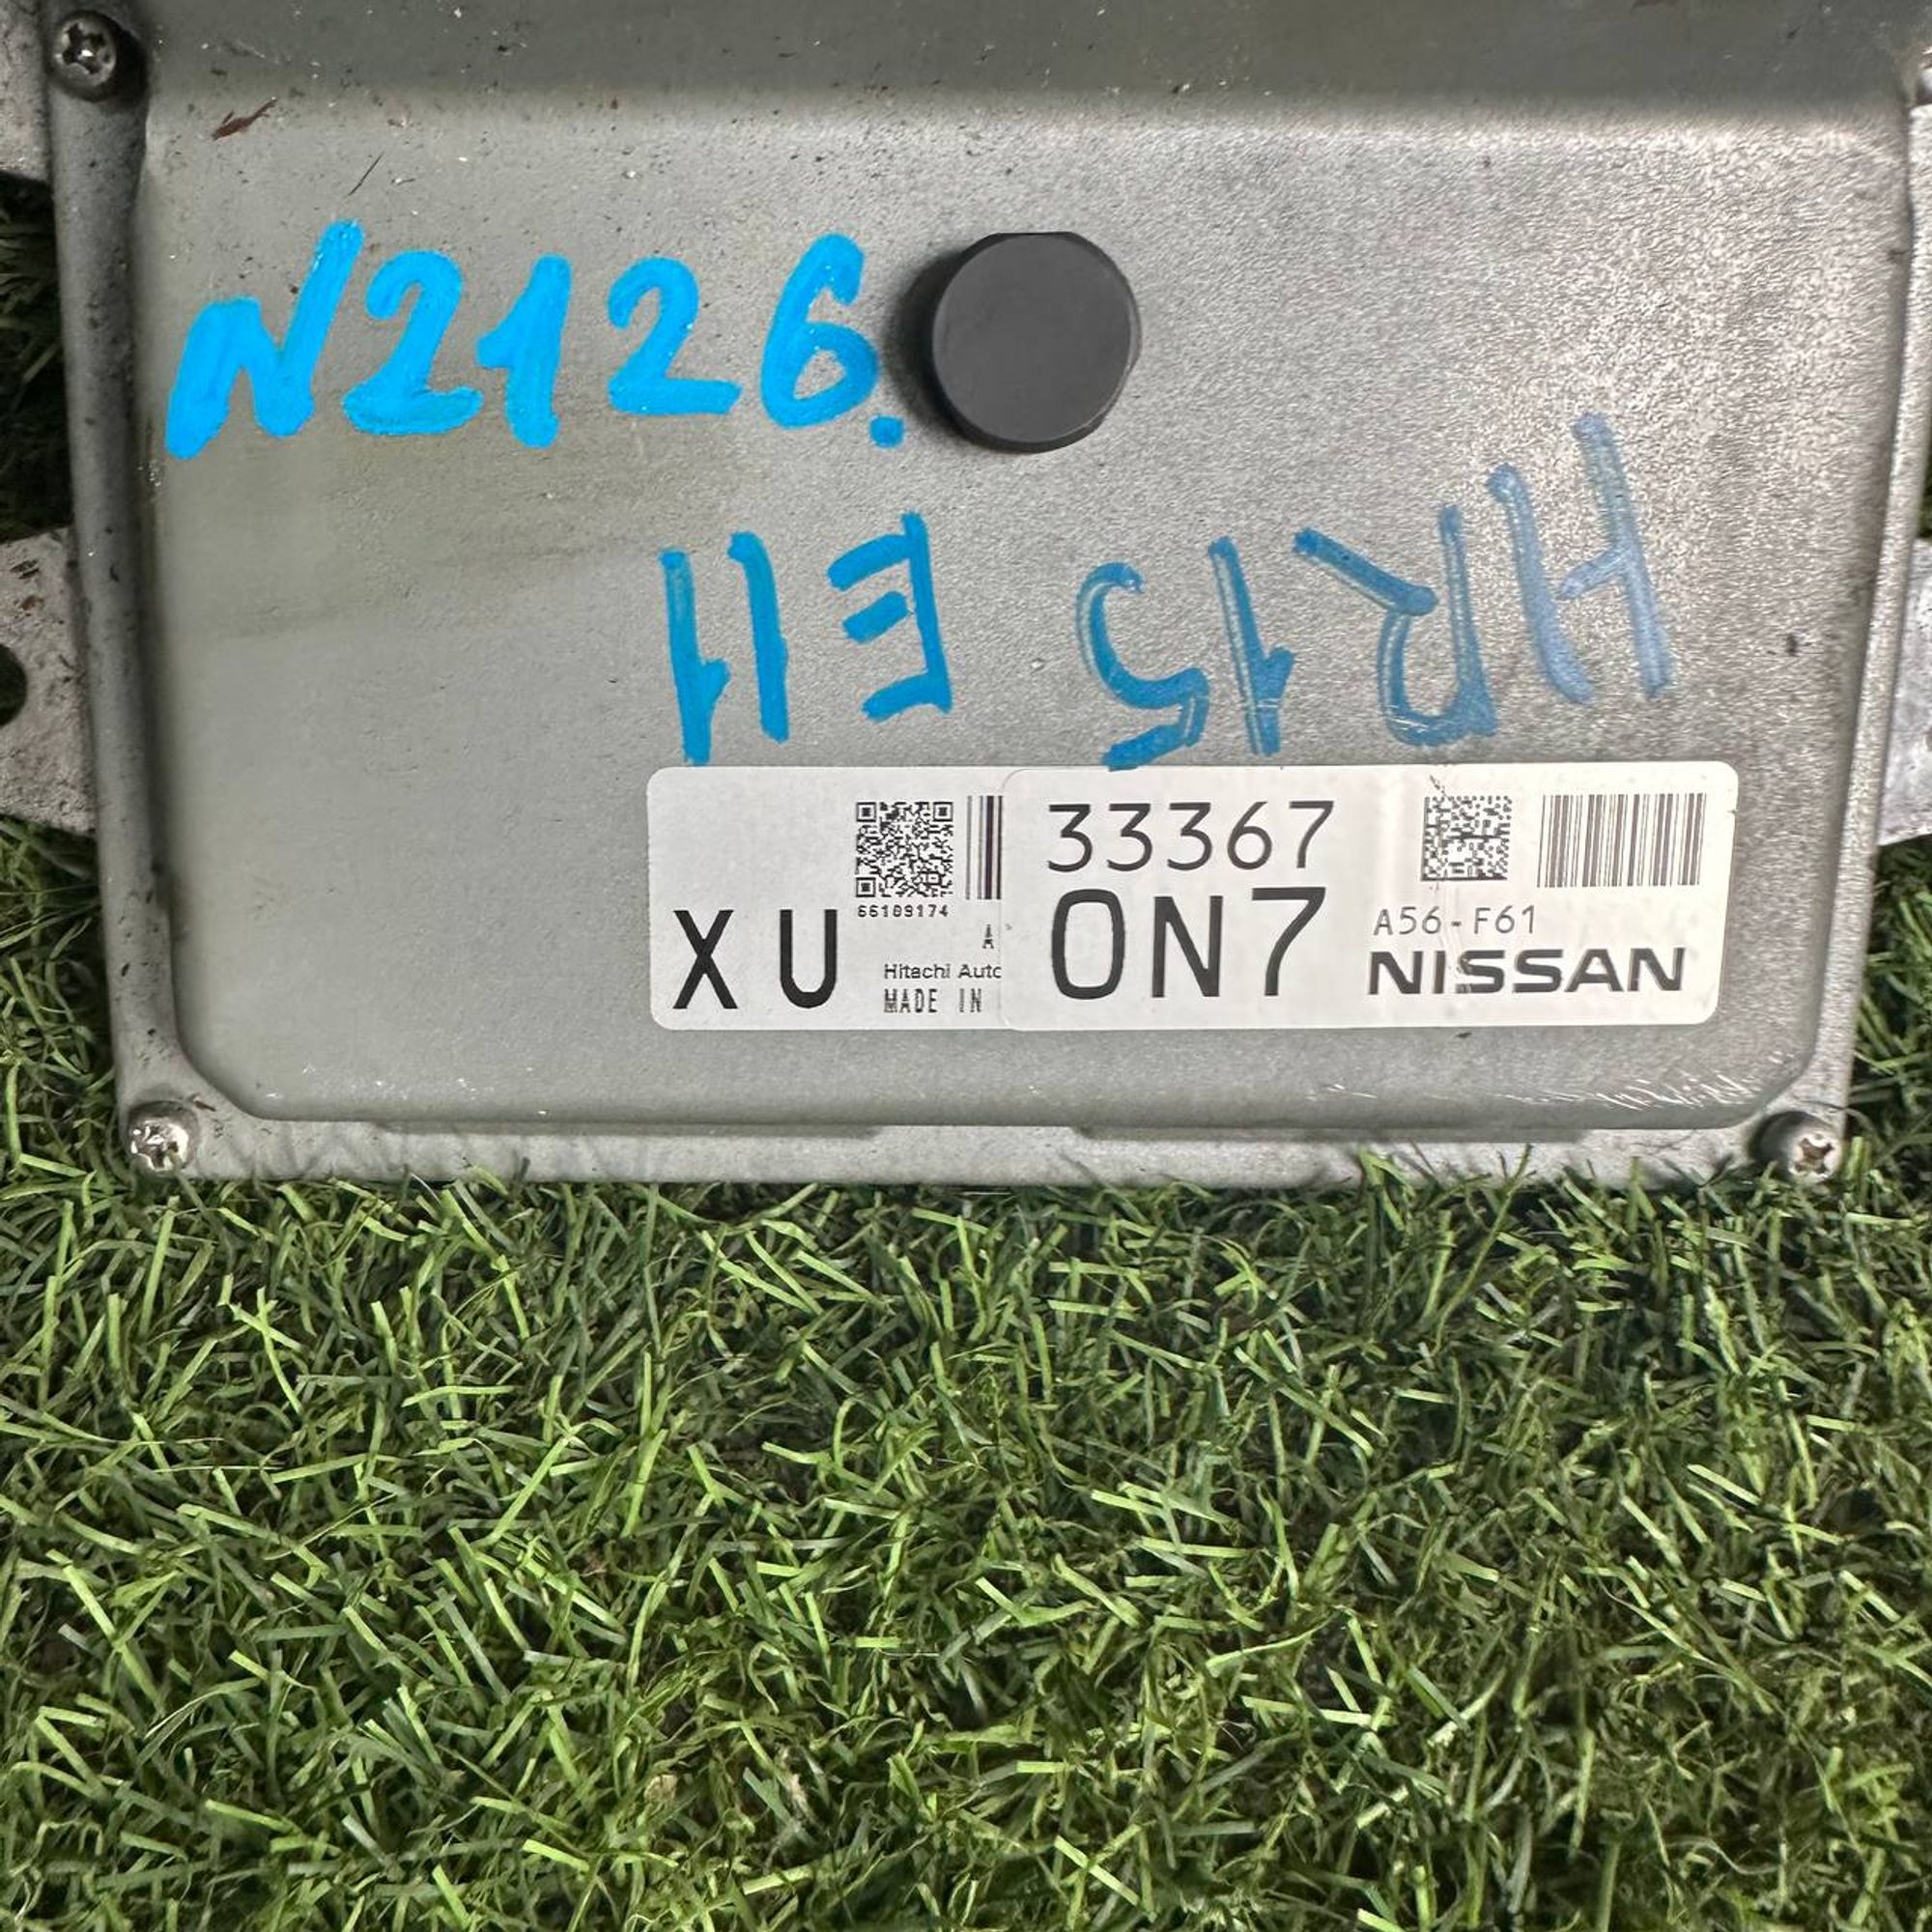 N2126.
HR15 E11
XU
66109174
A
Hitachi Auto
MADE IN
33367
0N7
A56-F61
NISSAN